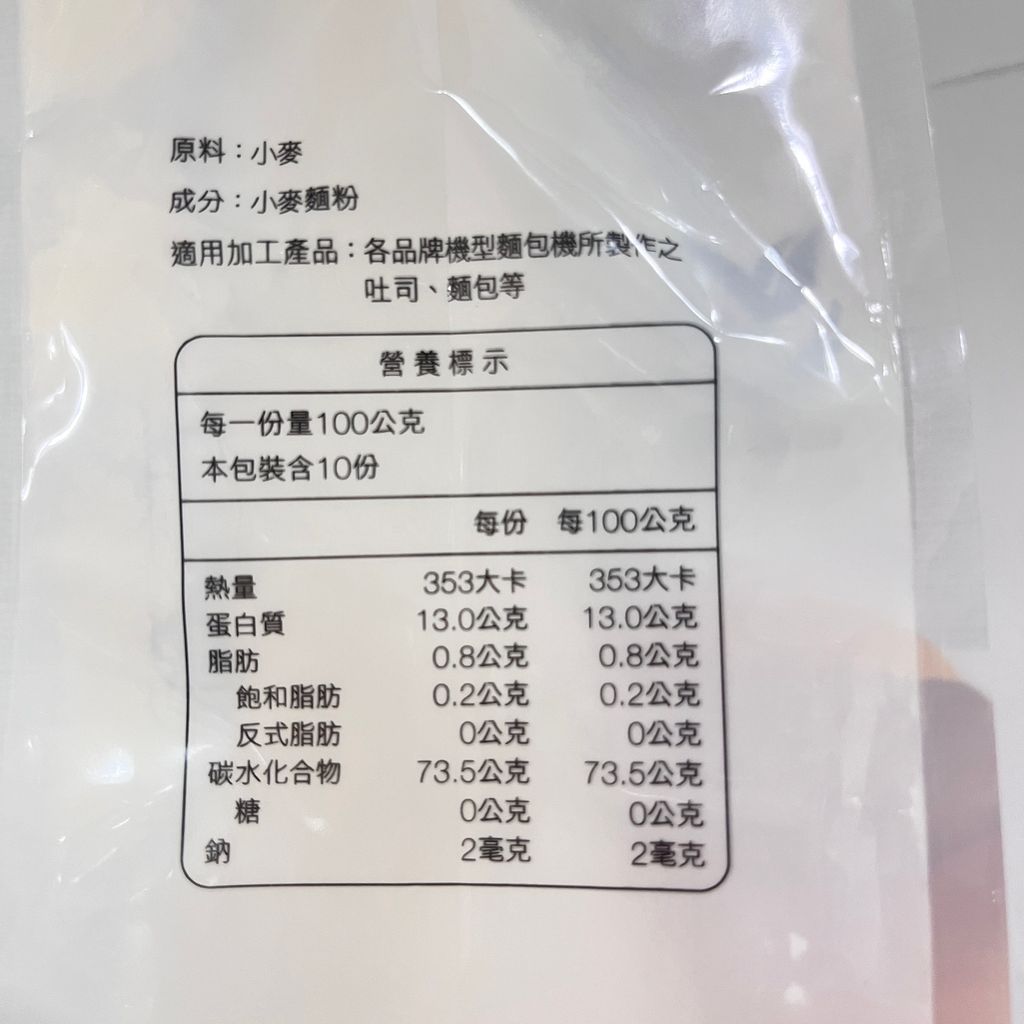 原料：小麥
成分：小麥麵粉
適用加工產品：各品牌機型麵包機所製作之
吐司、麵包等
營養標示
每一份量100公克
本包裝含10份
每份 每100公克
熱量 353大卡 353大卡
蛋白質 13.0公克 13.0公克
脂肪 0.8公克 0.8公克
飽和脂肪 0.2公克 0.2公克
反式脂肪 0公克 0公克
碳水化合物 73.5公克 73.5公克
糖 0公克 0公克
鈉 2毫克 2毫克